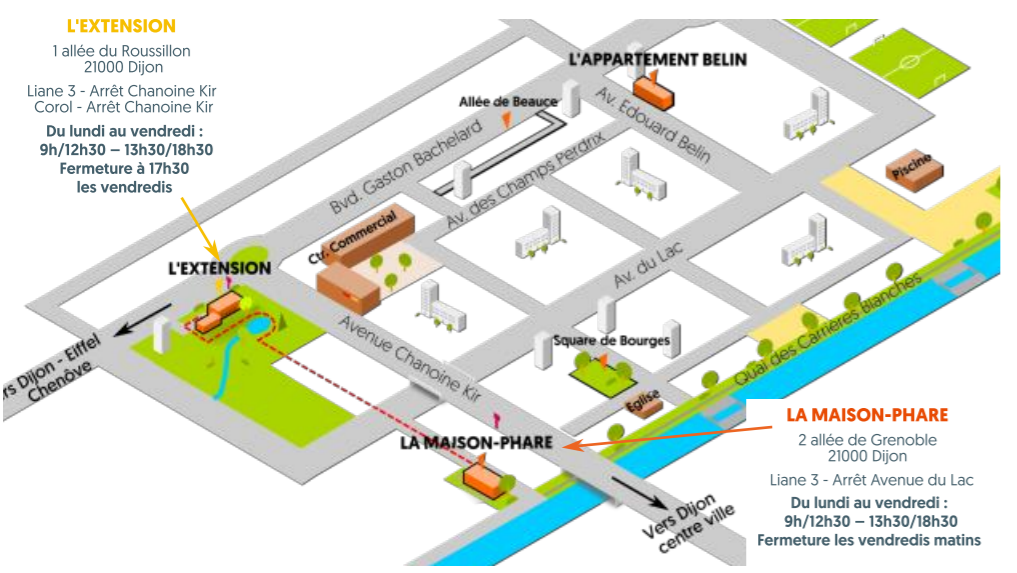 L'EXTENSION
1 allée du Roussillon
21000 Dijon
Liane 3 - Arrêt Chanoine Kir
Corol - Arrêt Chanoine Kir
Du lundi au vendredi :
9h/12h30 – 13h30/18h30
Fermeture à 17h30
les vendredis
L'APPARTEMENT BELIN
Allée de Beauce
Av. Edouard Belin
Bvd. Gaston Bachelard
Av. des Champs Perdrix
Piscine
Ctr. Commercial
L'EXTENSION
Av. du Lac
Avenue Chanoine Kir
Quai des Carrières Blanches
Square de Bourges
Dijon - Eiffel
Chenôve
Eglise
LA MAISON-PHARE
Vers Dijon
centre ville
LA MAISON-PHARE
2 allée de Grenoble
21000 Dijon
Liane 3 - Arrêt Avenue du Lac
Du lundi au vendredi :
9h/12h30 – 13h30/18h30
Fermeture les vendredis matins